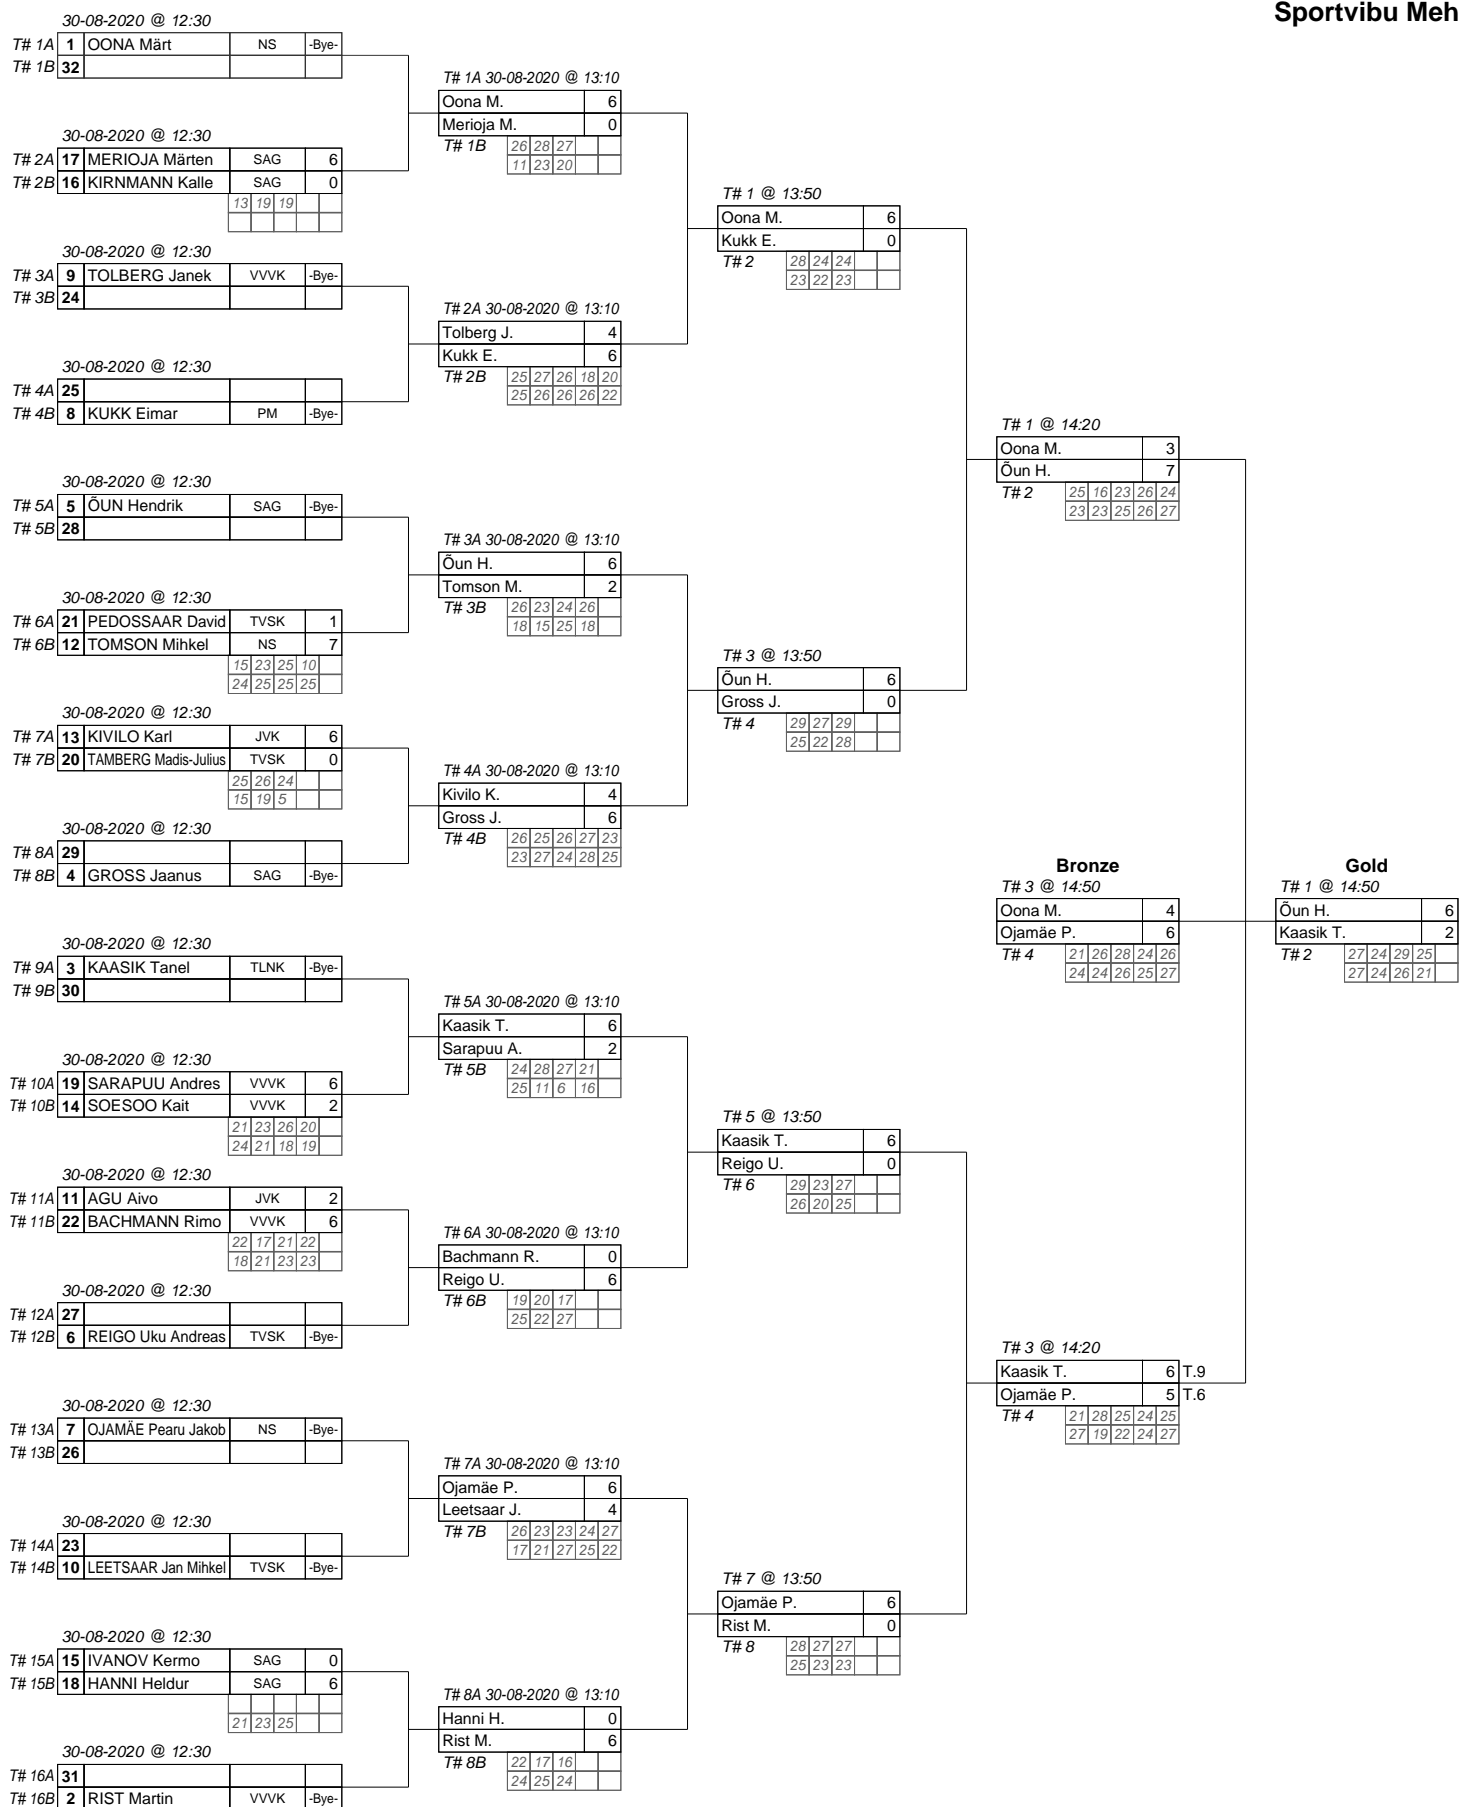 Sportvibu Meh
30-08-2020 @ 12:30
T# 1A 1 OONA Märt NS -Bye-
T# 1B 32
30-08-2020 @ 12:30
T# 2A 17 MERIOJA Märten SAG 6
T# 2B 16 KIRNMANN Kalle SAG 0
13 19 19
30-08-2020 @ 12:30
T# 3A 9 TOLBERG Janek VVVK -Bye-
T# 3B 24
30-08-2020 @ 12:30
T# 4A 25
T# 4B 8 KUKK Eimar PM -Bye-
30-08-2020 @ 12:30
T# 5A 5 ÕUN Hendrik SAG -Bye-
T# 5B 28
30-08-2020 @ 12:30
T# 6A 21 PEDOSSAAR David TVSK 1
T# 6B 12 TOMSON Mihkel NS 7
15 23 25 10
24 25 25 25
30-08-2020 @ 12:30
T# 7A 13 KIVILO Karl JVK 6
T# 7B 20 TAMBERG Madis-Julius TVSK 0
25 26 24
15 19 5
30-08-2020 @ 12:30
T# 8A 29
T# 8B 4 GROSS Jaanus SAG -Bye-
30-08-2020 @ 12:30
T# 9A 3 KAASIK Tanel TLNK -Bye-
T# 9B 30
30-08-2020 @ 12:30
T# 10A 19 SARAPUU Andres VVVK 6
T# 10B 14 SOESOO Kait VVVK 2
21 23 26 20
24 21 18 19
30-08-2020 @ 12:30
T# 11A 11 AGU Aivo JVK 2
T# 11B 22 BACHMANN Rimo VVVK 6
22 17 21 22
18 21 23 23
30-08-2020 @ 12:30
T# 12A 27
T# 12B 6 REIGO Uku Andreas TVSK -Bye-
30-08-2020 @ 12:30
T# 13A 7 OJAMÄE Pearu Jakob NS -Bye-
T# 13B 26
30-08-2020 @ 12:30
T# 14A 23
T# 14B 10 LEETSAAR Jan Mihkel TVSK -Bye-
30-08-2020 @ 12:30
T# 15A 15 IVANOV Kermo SAG 0
T# 15B 18 HANNI Heldur SAG 6
21 23 25
30-08-2020 @ 12:30
T# 16A 31
T# 16B 2 RIST Martin VVVK -Bye-
T# 1A 30-08-2020 @ 13:10
Oona M. 6
Merioja M. 0
T# 1B 26 28 27
11 23 20
T# 2A 30-08-2020 @ 13:10
Tolberg J. 4
Kukk E. 6
T# 2B 25 27 26 18 20
25 26 26 26 22
T# 3A 30-08-2020 @ 13:10
Õun H. 6
Tomson M. 2
T# 3B 26 23 24 26
18 15 25 18
T# 4A 30-08-2020 @ 13:10
Kivilo K. 4
Gross J. 6
T# 4B 26 25 26 27 23
23 27 24 28 25
T# 5A 30-08-2020 @ 13:10
Kaasik T. 6
Sarapuu A. 2
T# 5B 24 28 27 21
25 11 6 16
T# 6A 30-08-2020 @ 13:10
Bachmann R. 0
Reigo U. 6
T# 6B 19 20 17
25 22 27
T# 7A 30-08-2020 @ 13:10
Ojamäe P. 6
Leetsaar J. 4
T# 7B 26 23 23 24 27
17 21 27 25 22
T# 8A 30-08-2020 @ 13:10
Hanni H. 0
Rist M. 6
T# 8B 22 17 16
24 25 24
T# 1 @ 13:50
Oona M. 6
Kukk E. 0
T# 2 28 24 24
23 22 23
T# 3 @ 13:50
Õun H. 6
Gross J. 0
T# 4 29 27 29
25 22 28
T# 5 @ 13:50
Kaasik T. 6
Reigo U. 0
T# 6 29 23 27
26 20 25
T# 7 @ 13:50
Ojamäe P. 6
Rist M. 0
T# 8 28 27 27
25 23 23
T# 1 @ 14:20
Oona M. 3
Õun H. 7
T# 2 25 16 23 26 24
23 23 25 26 27
T# 3 @ 14:20
Kaasik T. 6 T.9
Ojamäe P. 5 T.6
T# 4 21 28 25 24 25
27 19 22 24 27
Bronze
T# 3 @ 14:50
Oona M. 4
Ojamäe P. 6
T# 4 21 26 28 24 26
24 24 26 25 27
Gold
T# 1 @ 14:50
Õun H. 6
Kaasik T. 2
T# 2 27 24 29 25
27 24 26 21